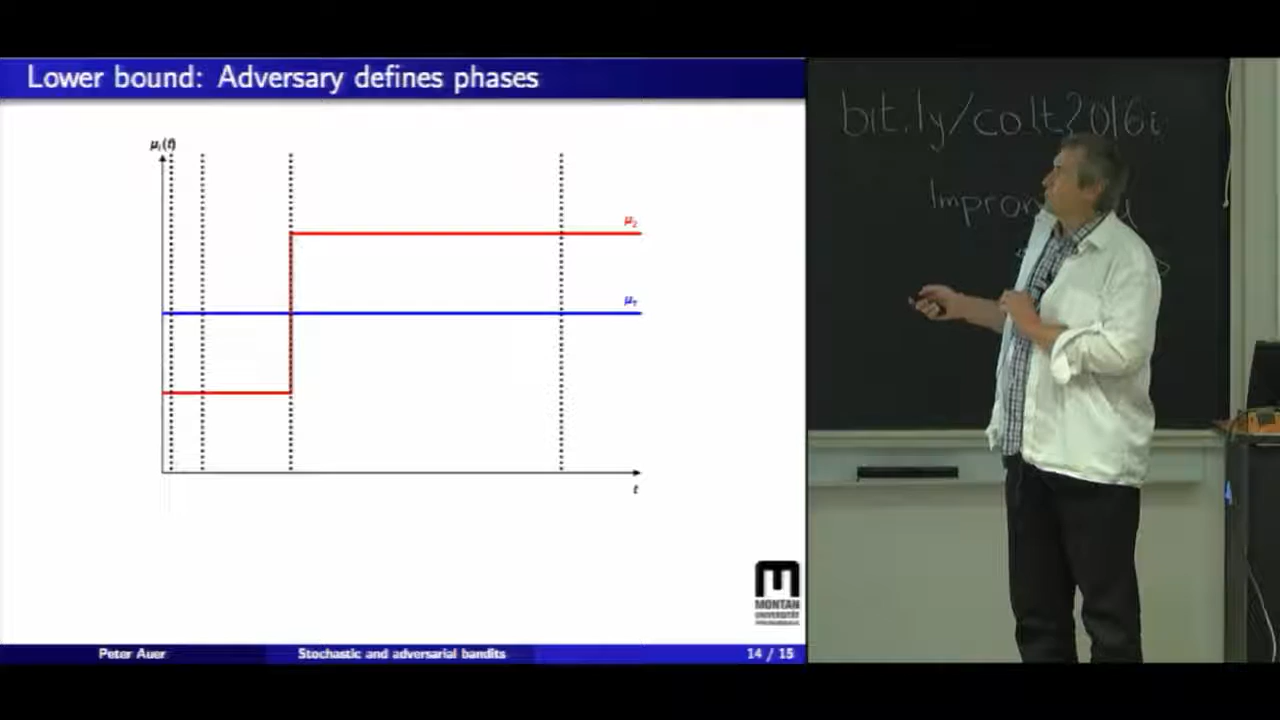 Lower bound: Adversary defines phases
μᵢ(t)
μ₂
μ₁
t
MONTAN
UNIVERSITÄT
Peter Auer
Stochastic and adversarial bandits
14 / 15
bit.ly/colt2016i